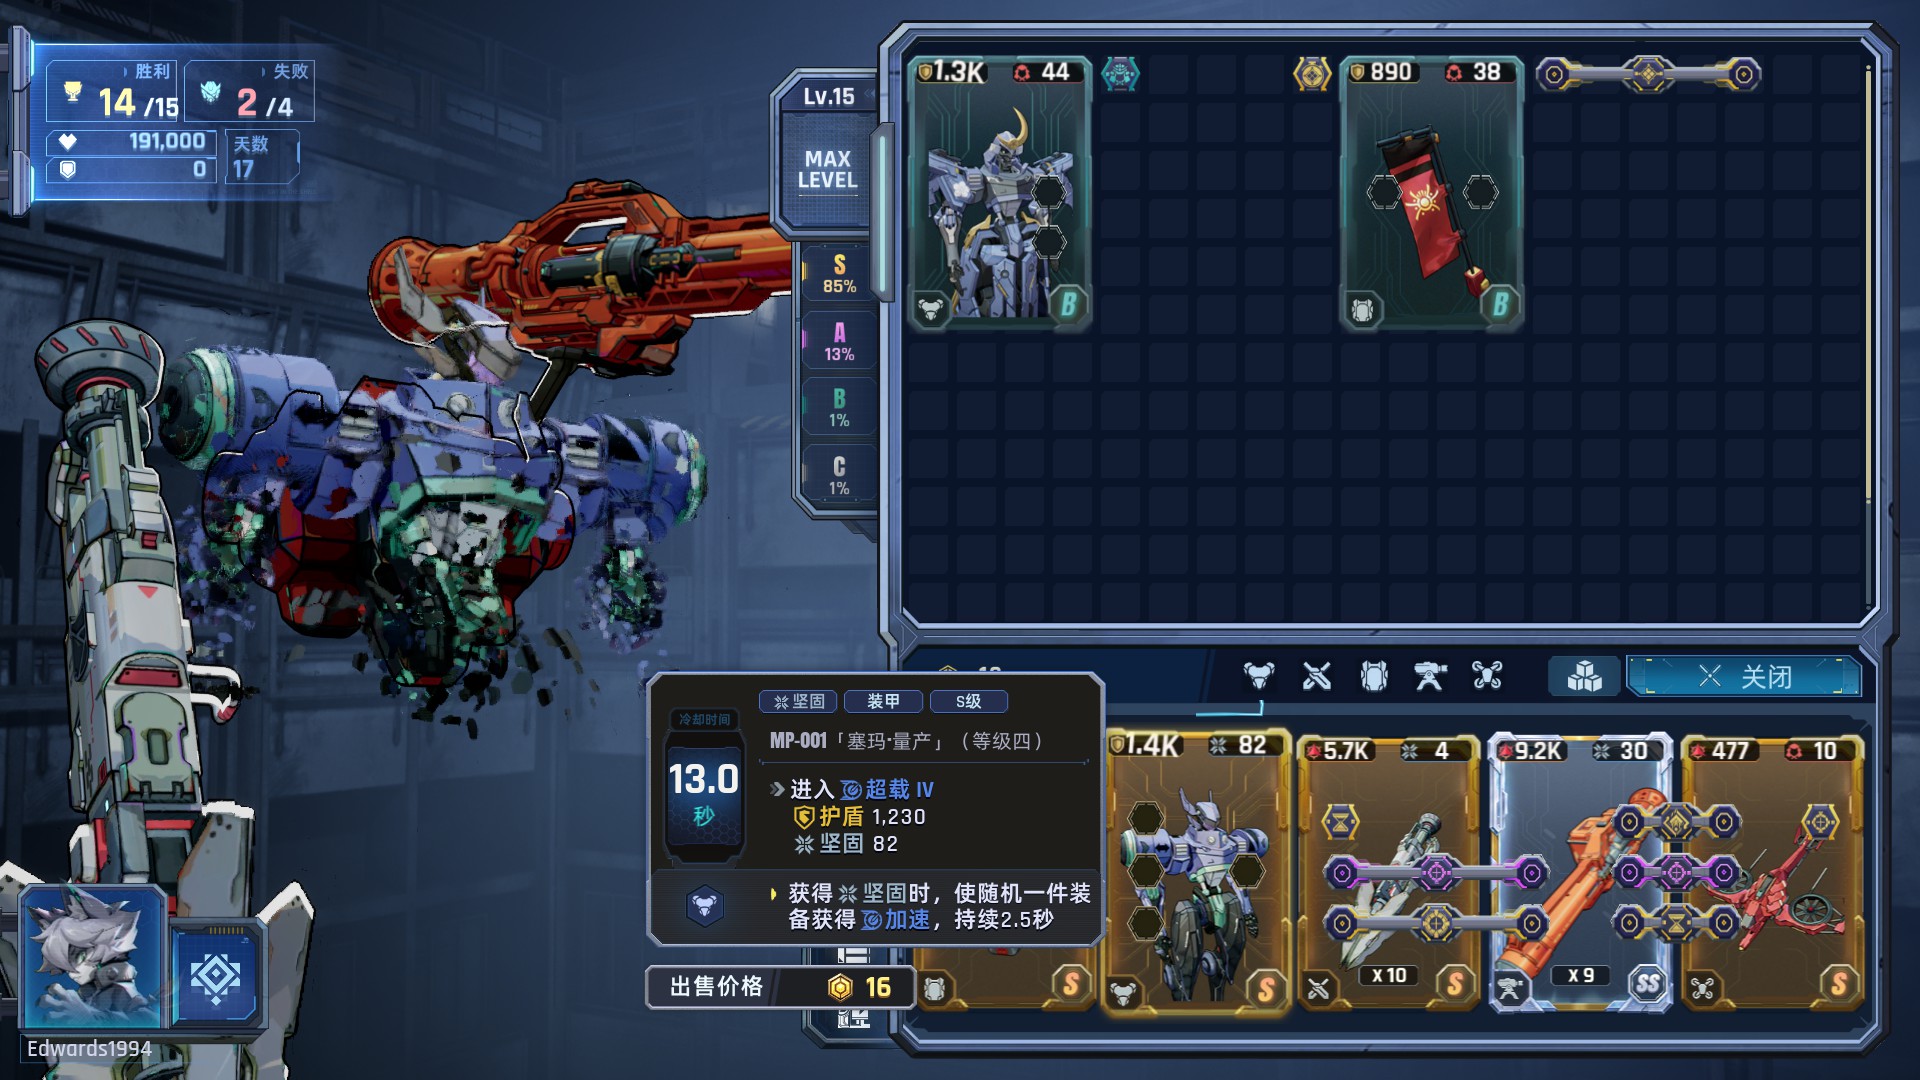 胜利
14 /15
失败
2 /4
191,000
0
天数
17
Lv.15
MAX
LEVEL
S
85%
A
13%
B
1%
C
1%
1.3K
44
B
890
38
B
关闭
坚固
装甲
S级
冷却时间
13.0
秒
MP-001「塞玛·量产」（等级四）
进入 超载 IV
护盾 1,230
坚固 82
获得 坚固时，使随机一件装
备获得 加速，持续2.5秒
出售价格
16
S
1.4K
82
S
5.7K
4
x10
S
9.2K
30
x9
SS
477
10
S
Edwards1994